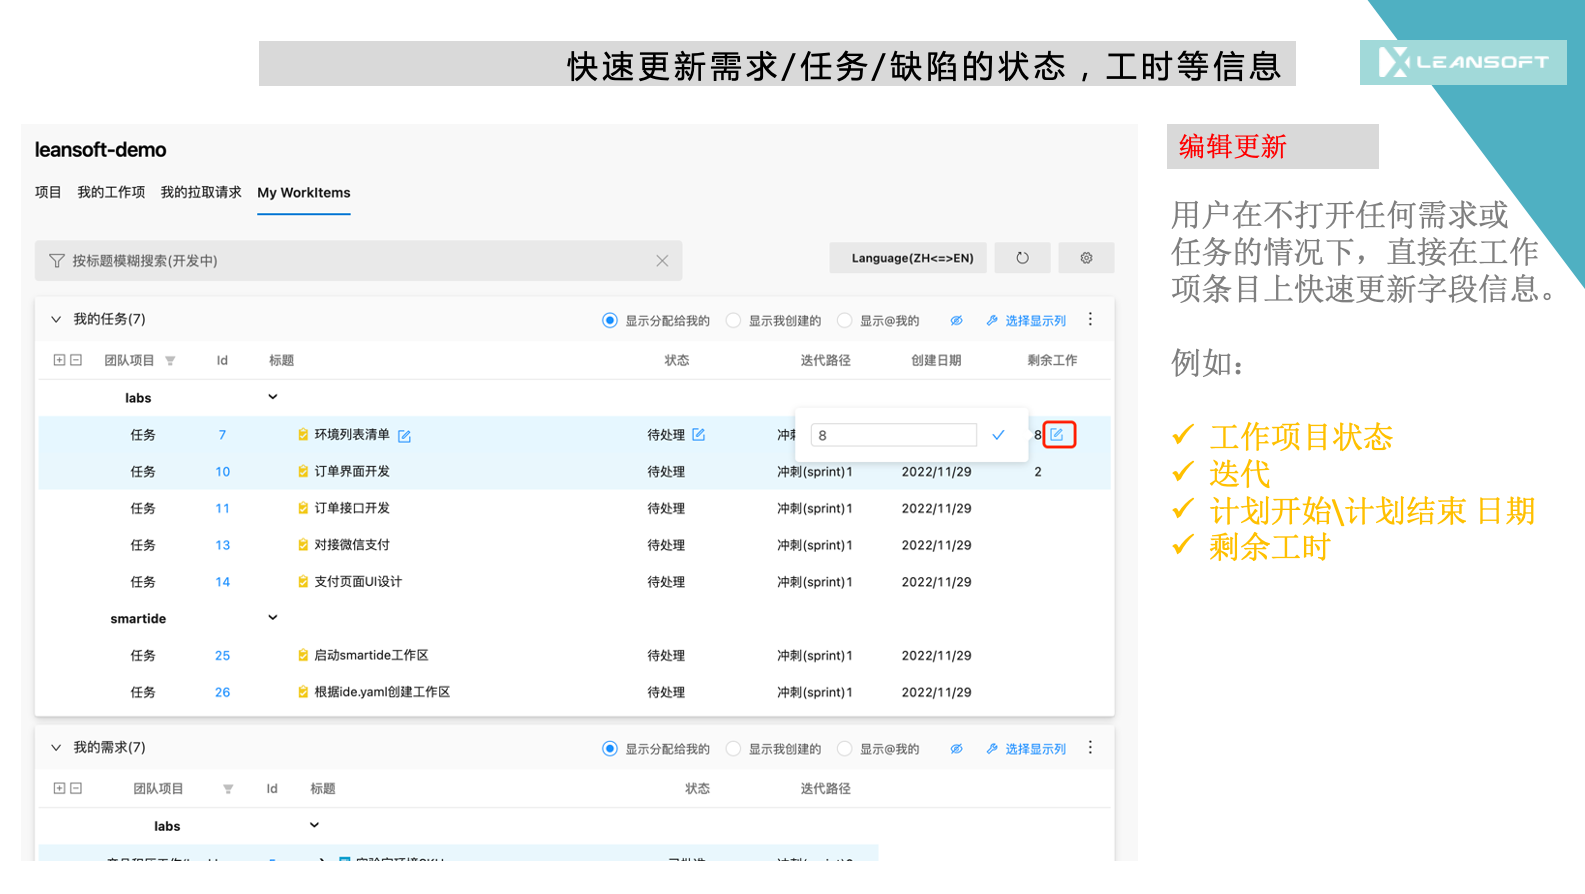 快速更新需求/任务/缺陷的状态，工时等信息
LEANSOFT
leansoft-demo
项目 我的工作项 我的拉取请求 My WorkItems
按标题模糊搜索(开发中)
Language(ZH<=>EN)
我的任务(7)
显示分配给我的 显示我创建的 显示@我的 选择显示列
团队项目 Id 标题 状态 迭代路径 创建日期 剩余工作
labs
任务 7 环境列表清单 待处理 冲刺 8 8
任务 10 订单界面开发 待处理 冲刺(sprint)1 2022/11/29 2
任务 11 订单接口开发 待处理 冲刺(sprint)1 2022/11/29
任务 13 对接微信支付 待处理 冲刺(sprint)1 2022/11/29
任务 14 支付页面UI设计 待处理 冲刺(sprint)1 2022/11/29
smartide
任务 25 启动smartide工作区 待处理 冲刺(sprint)1 2022/11/29
任务 26 根据ide.yaml创建工作区 待处理 冲刺(sprint)1 2022/11/29
我的需求(7)
显示分配给我的 显示我创建的 显示@我的 选择显示列
团队项目 Id 标题 状态 迭代路径
labs
编辑更新
用户在不打开任何需求或
任务的情况下，直接在工作
项条目上快速更新字段信息。
例如：
工作项目状态
迭代
计划开始\计划结束 日期
剩余工时